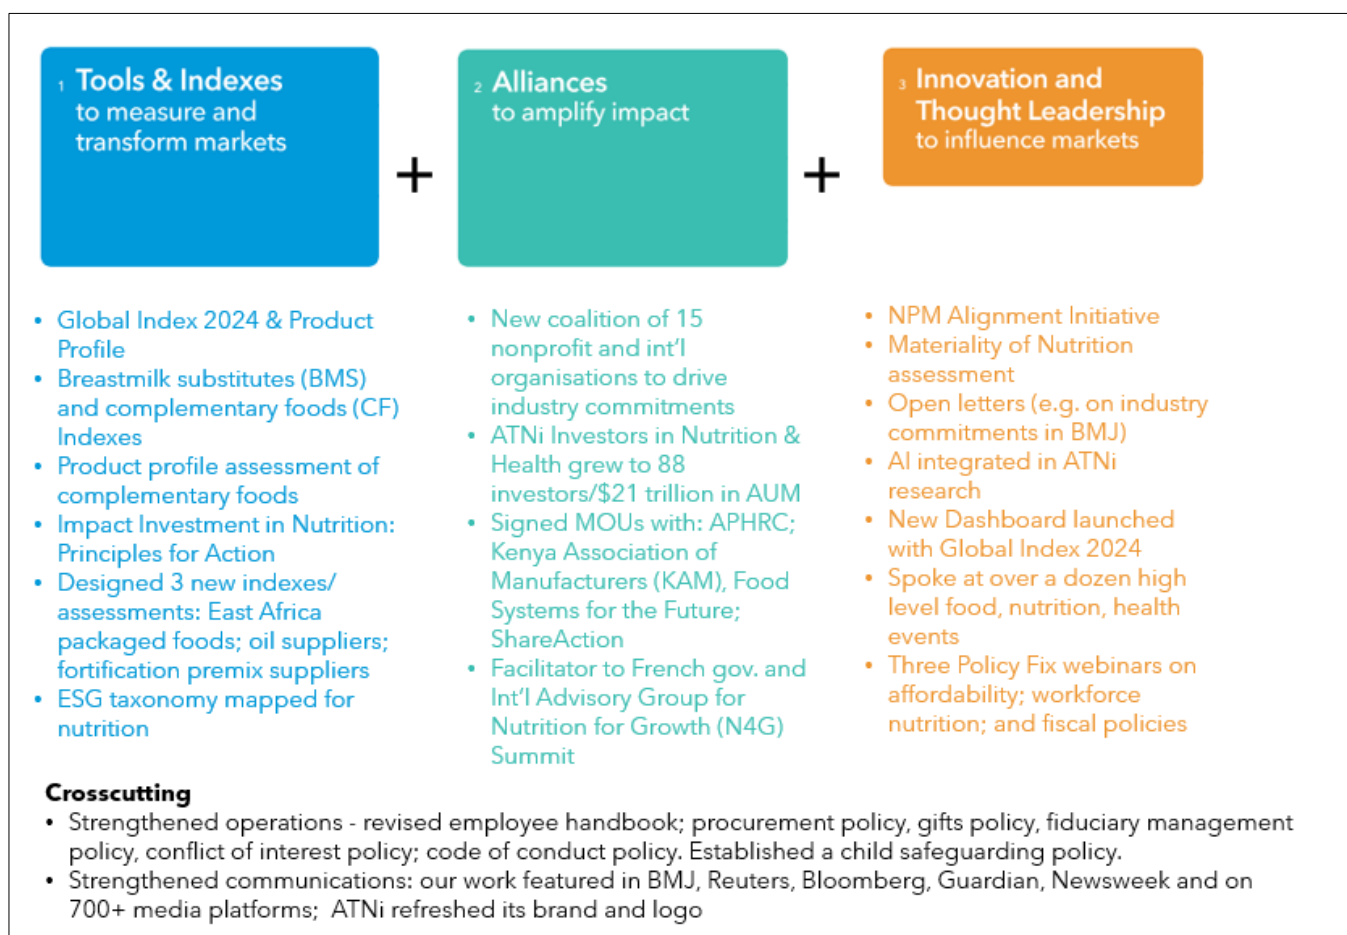 1 Tools & Indexes
to measure and
transform markets
+
2 Alliances
to amplify impact
+
3 Innovation and
Thought Leadership
to influence markets
• Global Index 2024 & Product
Profile
• Breastmilk substitutes (BMS)
and complementary foods (CF)
Indexes
• Product profile assessment of
complementary foods
• Impact Investment in Nutrition:
Principles for Action
• Designed 3 new indexes/
assessments: East Africa
packaged foods; oil suppliers;
fortification premix suppliers
• ESG taxonomy mapped for
nutrition
• New coalition of 15
nonprofit and int'l
organisations to drive
industry commitments
• ATNi Investors in Nutrition &
Health grew to 88
investors/$21 trillion in AUM
• Signed MOUs with: APHRC;
Kenya Association of
Manufacturers (KAM), Food
Systems for the Future;
ShareAction
• Facilitator to French gov. and
Int'l Advisory Group for
Nutrition for Growth (N4G)
Summit
• NPM Alignment Initiative
• Materiality of Nutrition
assessment
• Open letters (e.g. on industry
commitments in BMJ)
• AI integrated in ATNi
research
• New Dashboard launched
with Global Index 2024
• Spoke at over a dozen high
level food, nutrition, health
events
• Three Policy Fix webinars on
affordability; workforce
nutrition; and fiscal policies
Crosscutting
• Strengthened operations - revised employee handbook; procurement policy, gifts policy, fiduciary management
policy, conflict of interest policy; code of conduct policy. Established a child safeguarding policy.
• Strengthened communications: our work featured in BMJ, Reuters, Bloomberg, Guardian, Newsweek and on
700+ media platforms; ATNi refreshed its brand and logo